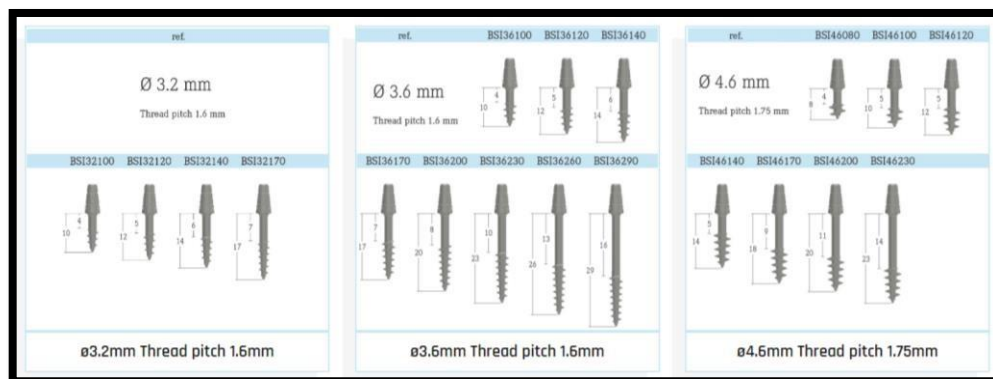 ref.
Ø 3.2 mm
Thread pitch 1.6 mm
BSI32100 BSI32120 BSI32140 BSI32170
4 5 6 7
10 12 14 17
ø3.2mm Thread pitch 1.6mm
ref. BSI36100 BSI36120 BSI36140
Ø 3.6 mm
Thread pitch 1.6 mm
4 5 6
10 12 14
BSI36170 BSI36200 BSI36230 BSI36260 BSI36290
7 8 10 13 16
17 20 23 26 29
ø3.6mm Thread pitch 1.6mm
ref. BSI46080 BSI46100 BSI46120
Ø 4.6 mm
Thread pitch 1.75 mm
4 5 5
8 10 12
BSI46140 BSI46170 BSI46200 BSI46230
5 9 11 14
14 18 20 23
ø4.6mm Thread pitch 1.75mm